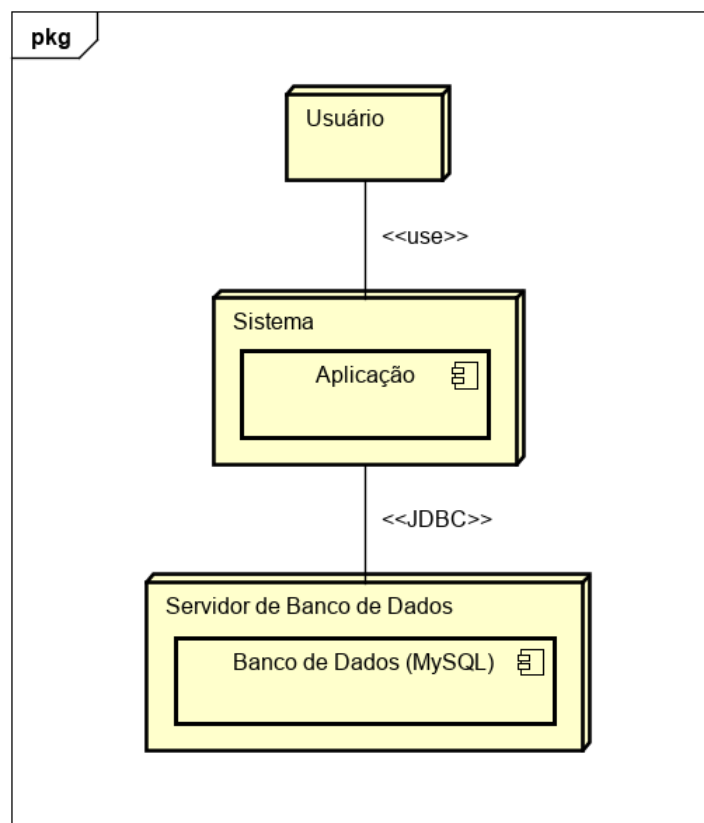 pkg
Usuário
<<use>>
Sistema
Aplicação
<<JDBC>>
Servidor de Banco de Dados
Banco de Dados (MySQL)